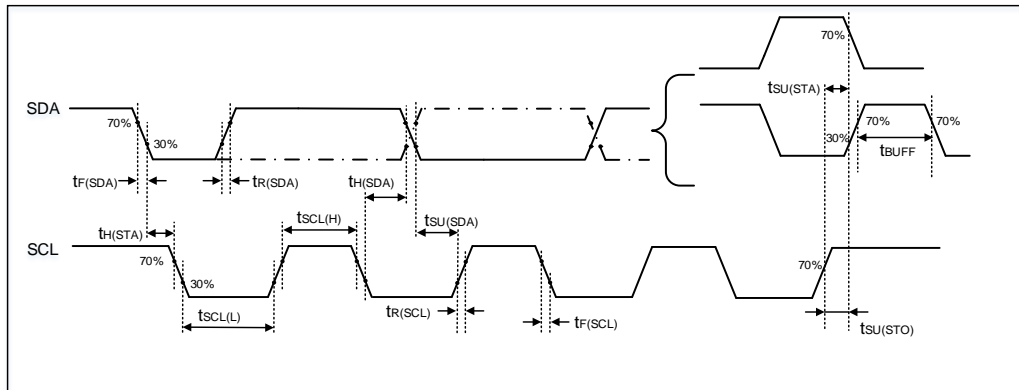 70%
tSU(STA)
SDA
70%
30%
30%
70%
70%
tBUFF
tF(SDA)
tR(SDA)
tH(SDA)
tH(STA)
tSCL(H)
tSU(SDA)
SCL
70%
30%
70%
tSCL(L)
tR(SCL)
tF(SCL)
tSU(STO)